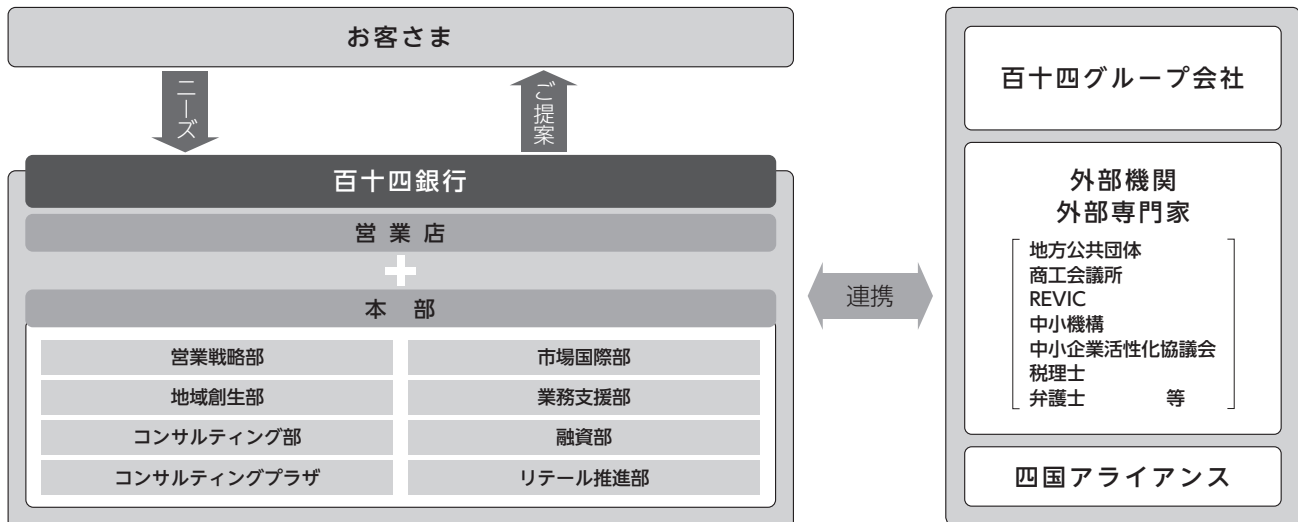 お客さま
ニーズ
ご提案
百十四銀行
営業店
本部
営業戦略部
市場国際部
地域創生部
業務支援部
コンサルティング部
融資部
コンサルティングプラザ
リテール推進部
連携
百十四グループ会社
外部機関
外部専門家
地方公共団体
商工会議所
REVIC
中小機構
中小企業活性化協議会
税理士
弁護士 等
四国アライアンス